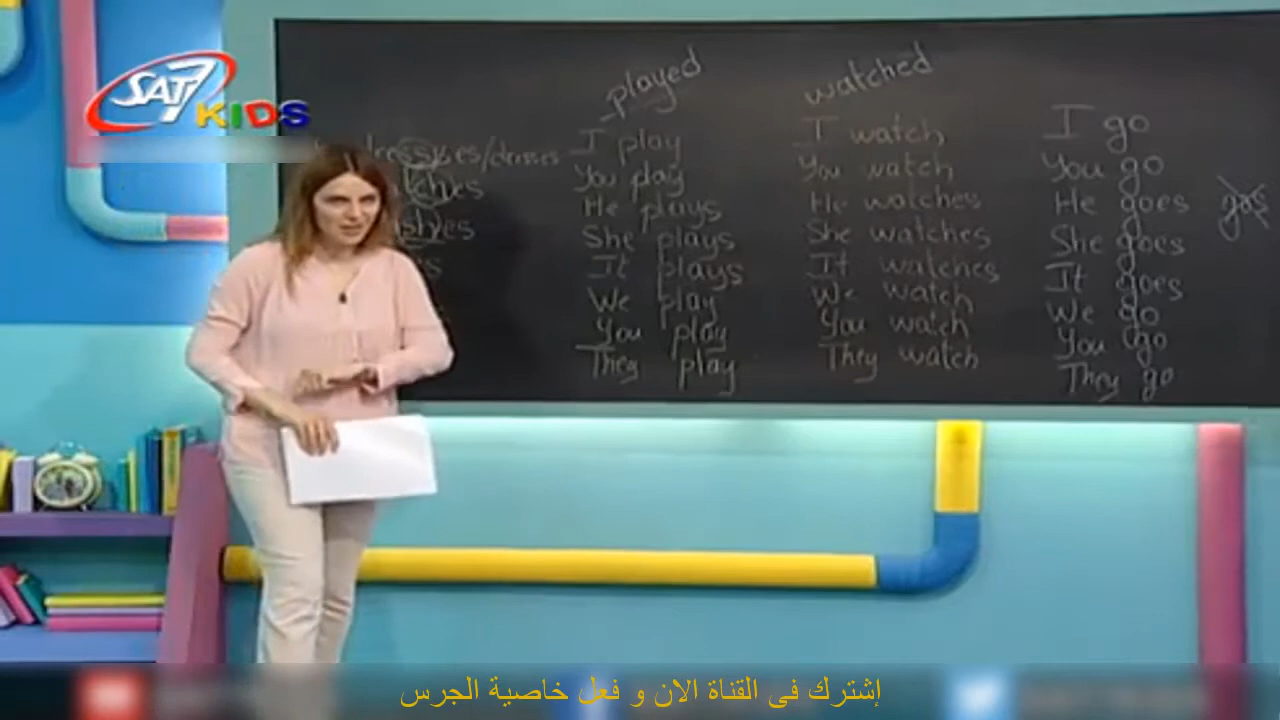 SAT7
KIDS
played
I play
You play
He plays
She plays
It plays
We play
You play
They play
watched
I watch
You watch
He watches
She watches
It watches
We watch
You watch
They watch
I go
You go
He goes
She goes
It goes
We go
You go
They go
gos
إشترك فى القناة الان و فعل خاصية الجرس